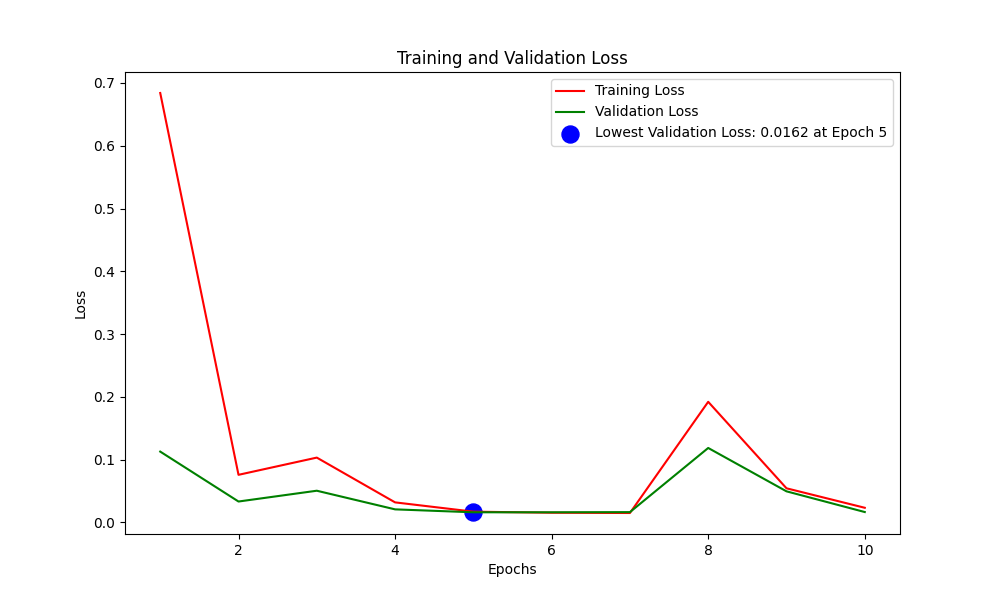 Training and Validation Loss
Training Loss
Validation Loss
Lowest Validation Loss: 0.0162 at Epoch 5
0.7
0.6
0.5
0.4
0.3
0.2
0.1
0.0
Loss
2 4 6 8 10
Epochs